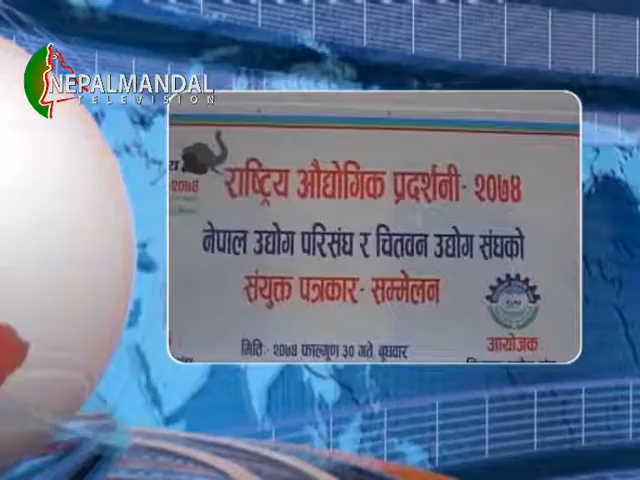 NEPALMANDAL
TELEVISION
राष्ट्रिय औद्योगिक प्रदर्शनी- २०७४
२०७४
नेपाल उद्योग परिसंघ र चितवन उद्योग संघको
संयुक्त पत्रकार- सम्मेलन
मिति:- २०७४ फाल्गुण ३० गते, बुधवार
आयोजक